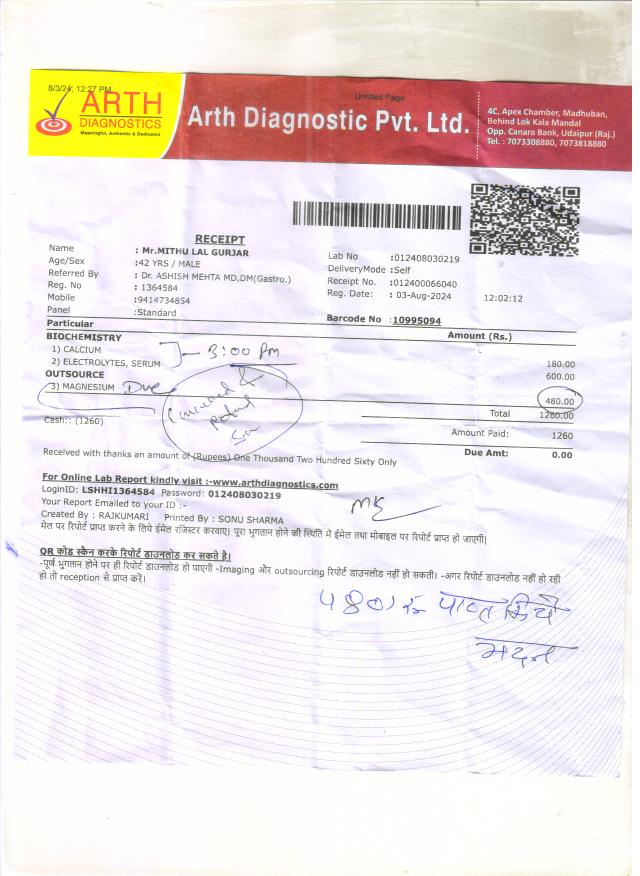 8/3/24, 12:27 PM
Untitled Page
ARTH
DIAGNOSTICS
Meaningful, Authentic & Dedicated
Arth Diagnostic Pvt. Ltd.
4C, Apex Chamber, Madhuban,
Behind Lok Kala Mandal
Opp. Canara Bank, Udaipur (Raj.)
Tel. : 7073308880, 7073818880
RECEIPT
Name : Mr.MITHU LAL GURJAR
Age/Sex :42 YRS / MALE
Referred By : Dr. ASHISH MEHTA MD,DM(Gastro.)
Reg. No : 1364584
Mobile :9414734854
Panel :Standard
Lab No :012408030219
DeliveryMode :Self
Receipt No. :012400066040
Reg. Date: : 03-Aug-2024 12:02:12
Barcode No :10995094
Particular Amount (Rs.)
BIOCHEMISTRY
1) CALCIUM 180.00
2) ELECTROLYTES, SERUM 600.00
3:00 Pm
OUTSOURCE
3) MAGNESIUM Due 480.00
&
Refund
Total 1260.00
Cash:: (1260)
Amount Paid: 1260
Due Amt: 0.00
Received with thanks an amount of (Rupees) One Thousand Two Hundred Sixty Only
For Online Lab Report kindly visit :-www.arthdiagnostics.com
LoginID: LSHHI1364584 Password: 012408030219
Your Report Emailed to your ID :-
Created By : RAJKUMARI Printed By : SONU SHARMA
मेल पर रिपोर्ट प्राप्त करने के लिये ईमेल रजिस्टर करवाए। पूरा भुगतान होने की स्थिति में ईमेल तथा मोबाइल पर रिपोर्ट प्राप्त हो जाएगी।
QR कोड स्कैन करके रिपोर्ट डाउनलोड कर सकते है।
-पूर्ण भुगतान होने पर ही रिपोर्ट डाउनलोड हो पाएगी -Imaging और outsourcing रिपोर्ट डाउनलोड नहीं हो सकती। -अगर रिपोर्ट डाउनलोड नहीं हो रही
हो तो reception से प्राप्त करें।
480/ रू पाप्त किये
मदन